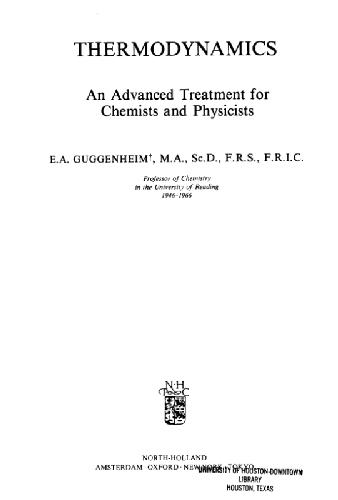 THERMODYNAMICS
An Advanced Treatment for
Chemists and Physicists
E.A. GUGGENHEIM†, M.A., Sc.D., F.R.S., F.R.I.C.
Professor of Chemistry
in the University of Reading
1946–1966
N·H
NORTH-HOLLAND
AMSTERDAM OXFORD·NEW YORK·TOKYO
UNIVERSITY OF HOUSTON-DOWNTOWN
LIBRARY
HOUSTON, TEXAS